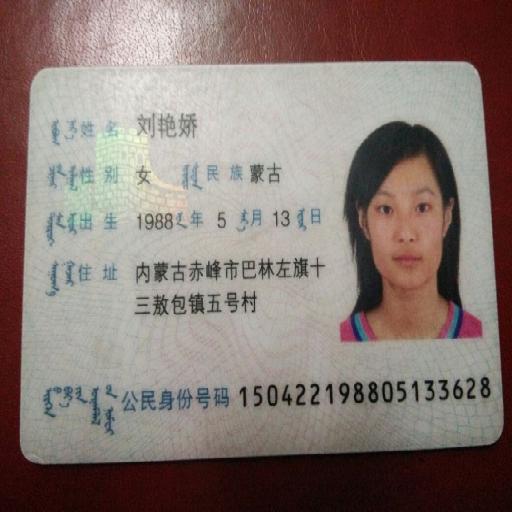 姓名 刘艳娇
性别 女 民族 蒙古
出生 1988 年 5 月 13 日
住址 内蒙古赤峰市巴林左旗十
三敖包镇五号村
公民身份号码 150422198805133628